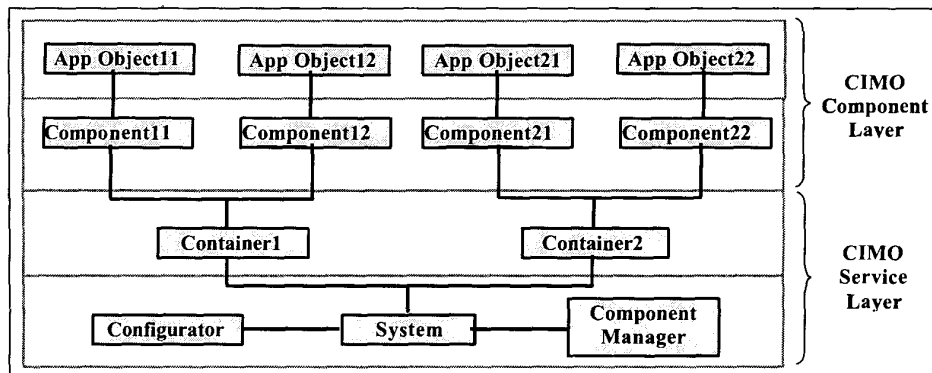 App Object11
App Object12
App Object21
App Object22
CIMO
Component
Layer
Component11
Component12
Component21
Component22
Container1
Container2
CIMO
Service
Layer
Configurator
System
Component
Manager